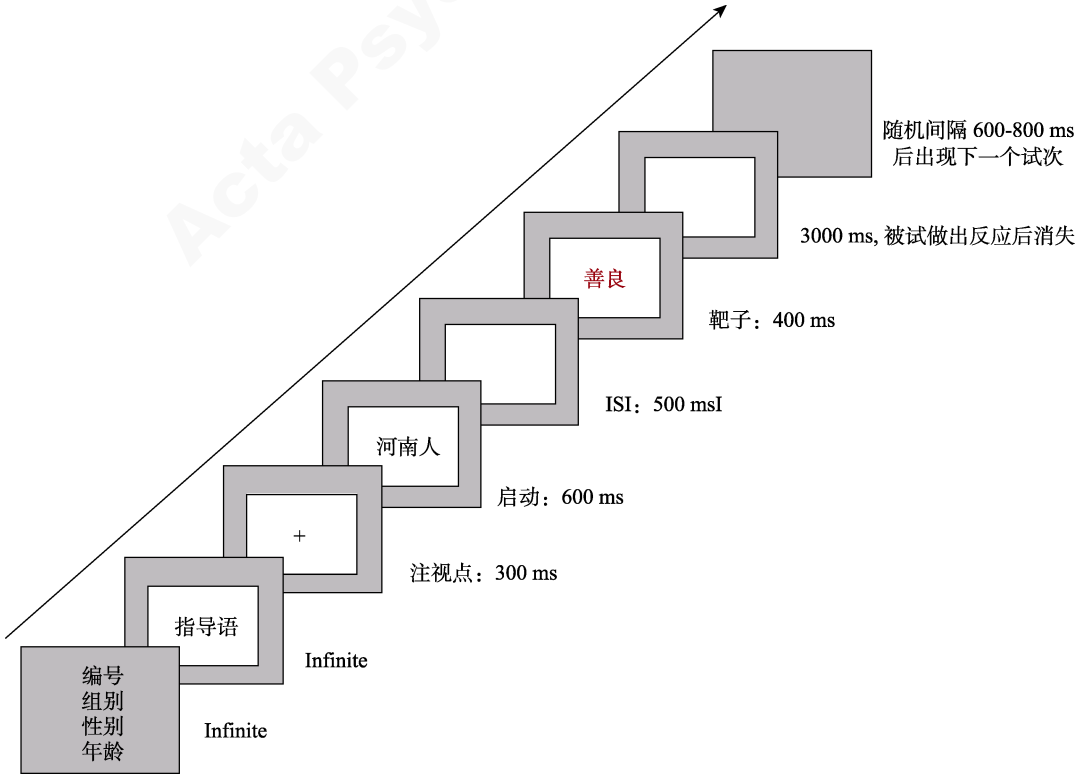 Acta Psy
随机间隔 600-800 ms
后出现下一个试次
3000 ms, 被试做出反应后消失
善良
靶子：400 ms
ISI：500 msI
河南人
启动：600 ms
+
注视点：300 ms
指导语
Infinite
编号
组别
性别
年龄
Infinite